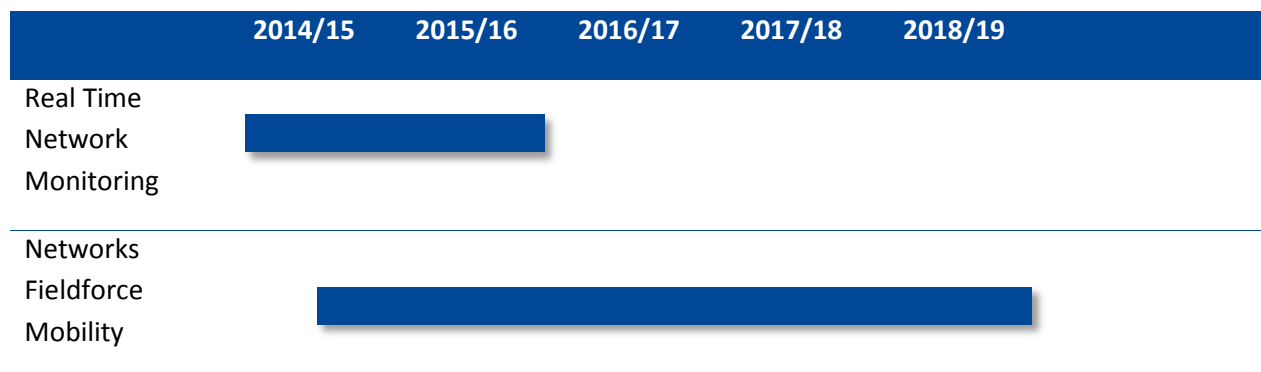 2014/15 2015/16 2016/17 2017/18 2018/19
Real Time
Network
Monitoring
Networks
Fieldforce
Mobility